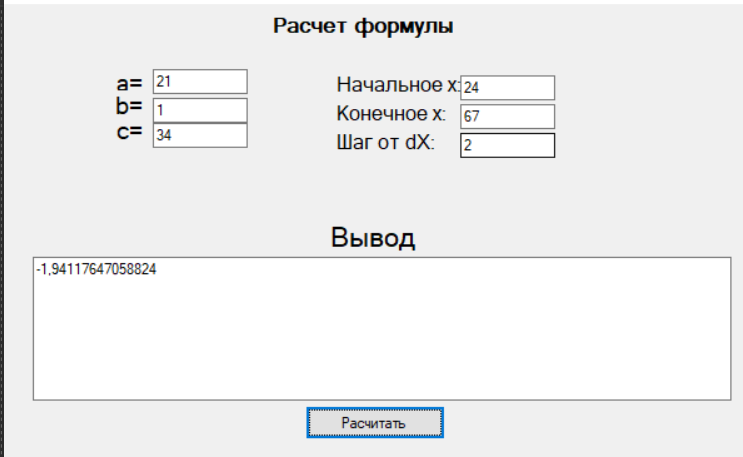 Расчет формулы
a= 21
b= 1
c= 34
Начальное x: 24
Конечное x: 67
Шаг от dX: 2
Вывод
-1,94117647058824
Расчитать